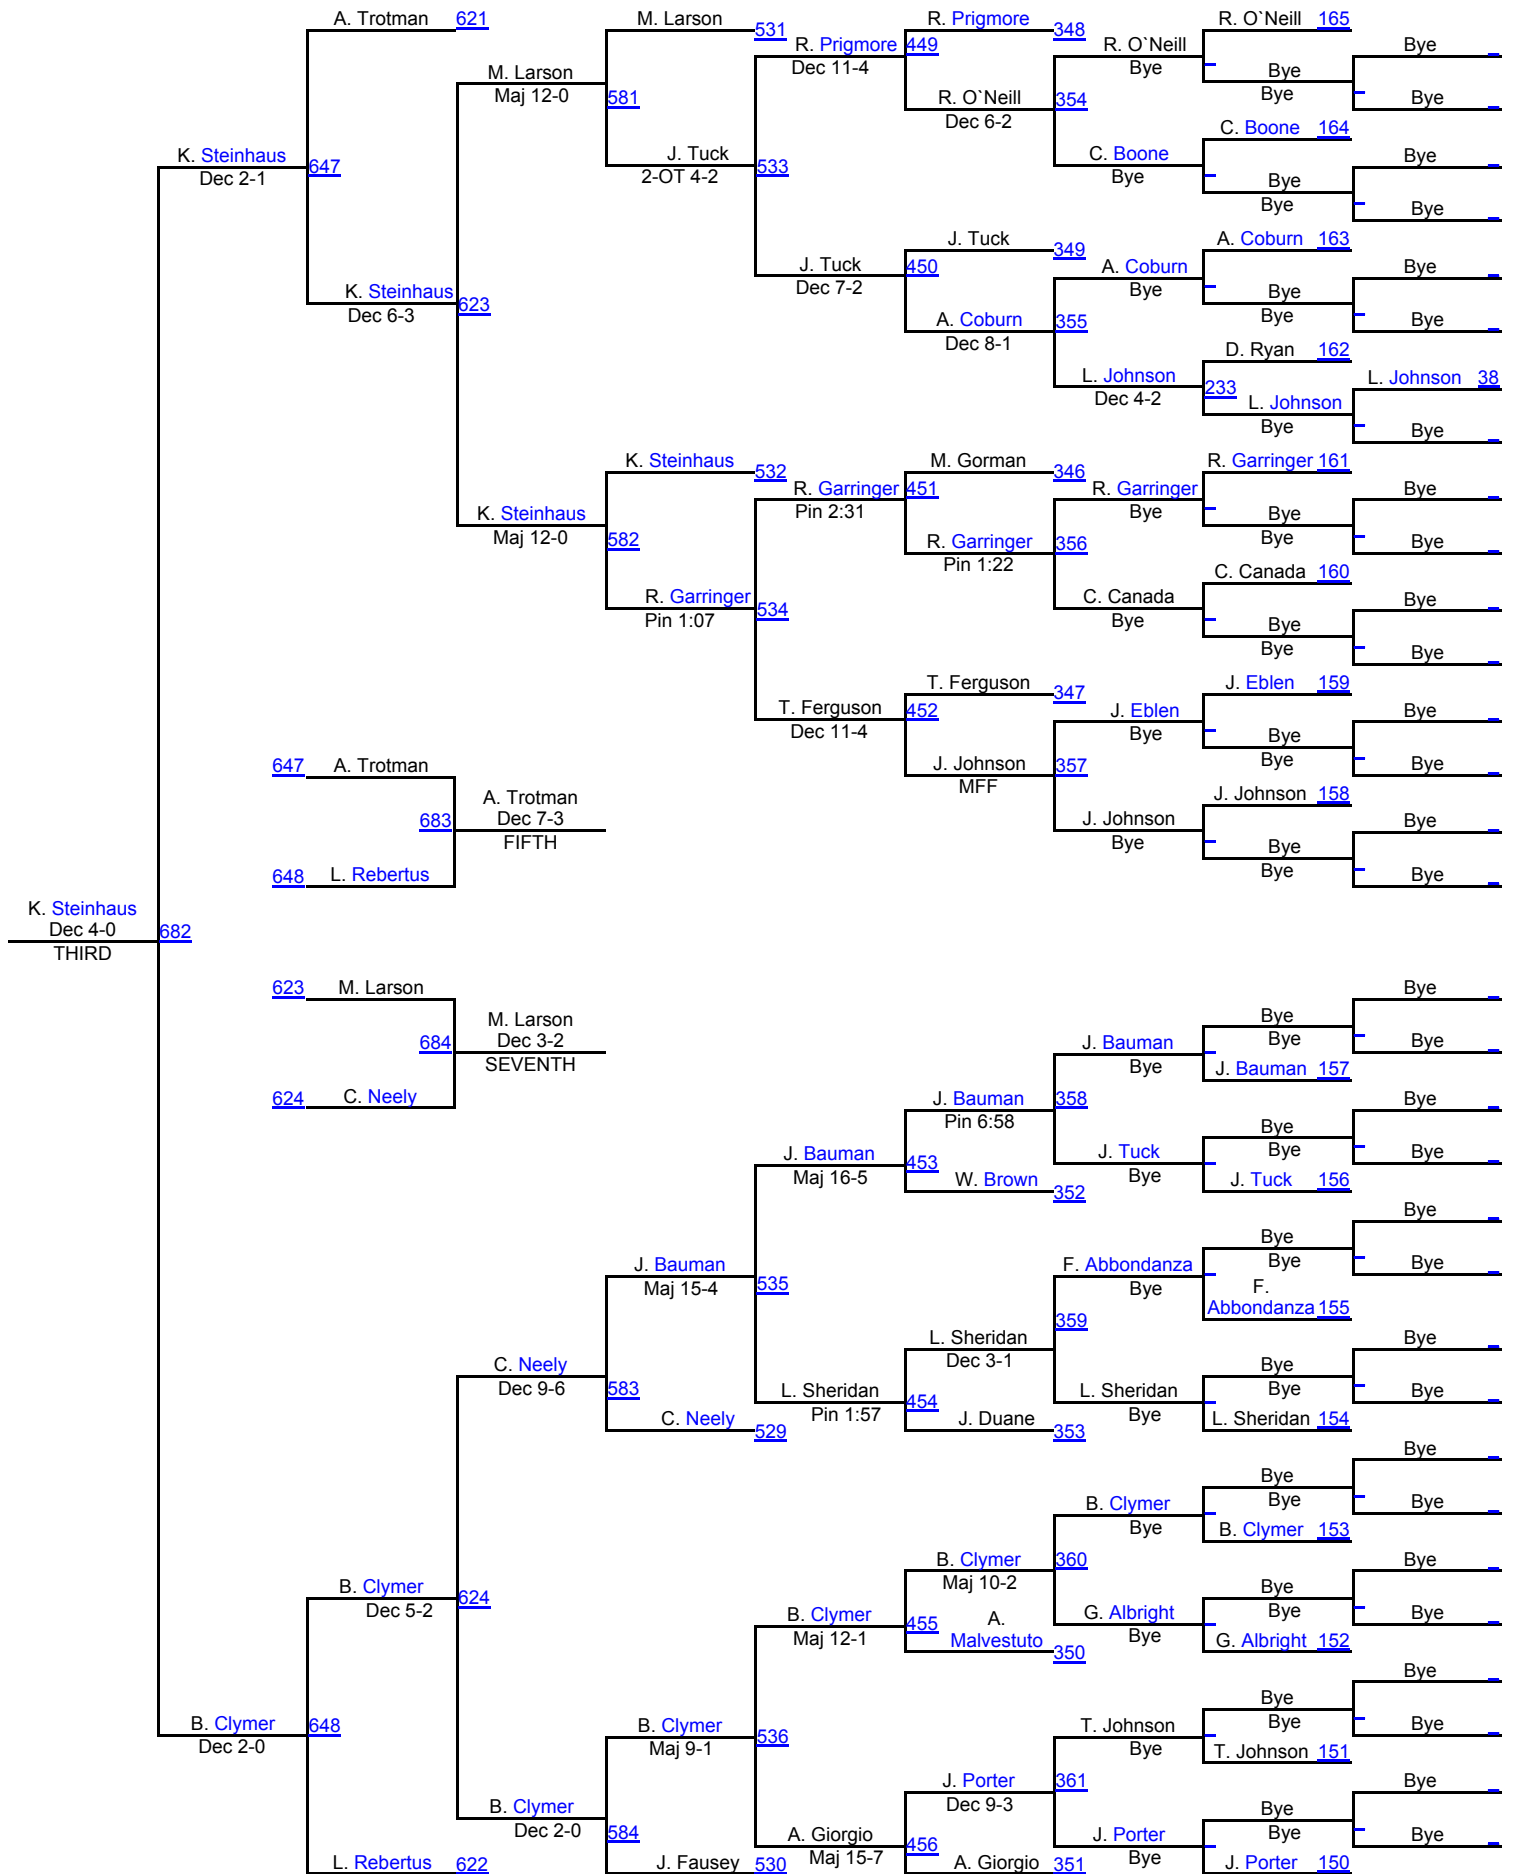 A. Trotman 621
M. Larson 531
R. Prigmore 348
R. O`Neill 165
R. Prigmore 449
Dec 11-4
R. O`Neill
Bye
Bye
Bye
Bye
Bye
M. Larson
Maj 12-0
581
R. O`Neill 354
Dec 6-2
C. Boone 164
K. Steinhaus 647
Dec 2-1
J. Tuck 533
2-OT 4-2
C. Boone
Bye
Bye
Bye
Bye
Bye
J. Tuck 349
A. Coburn 163
J. Tuck 450
Dec 7-2
A. Coburn
Bye
Bye
Bye
Bye
Bye
K. Steinhaus 623
Dec 6-3
A. Coburn 355
Dec 8-1
D. Ryan 162
L. Johnson 233
Dec 4-2
L. Johnson 38
L. Johnson
Bye
Bye
K. Steinhaus 532
M. Gorman 346
R. Garringer 161
R. Garringer 451
Pin 2:31
R. Garringer
Bye
Bye
Bye
Bye
Bye
K. Steinhaus 582
Maj 12-0
R. Garringer 356
Pin 1:22
C. Canada 160
R. Garringer 534
Pin 1:07
C. Canada
Bye
Bye
Bye
Bye
Bye
T. Ferguson 347
J. Eblen 159
T. Ferguson 452
Dec 11-4
J. Eblen
Bye
Bye
Bye
Bye
Bye
647 A. Trotman
J. Johnson 357
MFF
J. Johnson 158
683
A. Trotman
Dec 7-3
FIFTH
J. Johnson
Bye
Bye
Bye
Bye
Bye
648 L. Rebertus
K. Steinhaus
Dec 4-0 682
THIRD
623 M. Larson
Bye
Bye
Bye
Bye
684
M. Larson
Dec 3-2
SEVENTH
J. Bauman
Bye
J. Bauman 157
624 C. Neely
J. Bauman 358
Pin 6:58
Bye
Bye
Bye
Bye
J. Bauman 453
Maj 16-5
W. Brown 352
J. Tuck
Bye
J. Tuck 156
Bye
Bye
Bye
Bye
J. Bauman 535
Maj 15-4
F. Abbondanza
Bye
F.
Abbondanza 155
359
L. Sheridan
Dec 3-1
Bye
Bye
Bye
Bye
C. Neely 583
Dec 9-6
L. Sheridan 454
Pin 1:57
L. Sheridan
Bye
L. Sheridan 154
C. Neely 529
J. Duane 353
Bye
Bye
Bye
Bye
B. Clymer
Bye
B. Clymer 153
B. Clymer 360
Maj 10-2
Bye
Bye
Bye
Bye
B. Clymer 624
Dec 5-2
B. Clymer 455
Maj 12-1
A.
Malvestuto 350
G. Albright
Bye
G. Albright 152
Bye
Bye
Bye
Bye
B. Clymer 648
Dec 2-0
B. Clymer 536
Maj 9-1
T. Johnson
Bye
T. Johnson 151
J. Porter 361
Dec 9-3
Bye
Bye
Bye
Bye
B. Clymer 584
Dec 2-0
A. Giorgio 456
Maj 15-7
J. Porter
Bye
L. Rebertus 622
J. Fausey 530
A. Giorgio 351
J. Porter 150